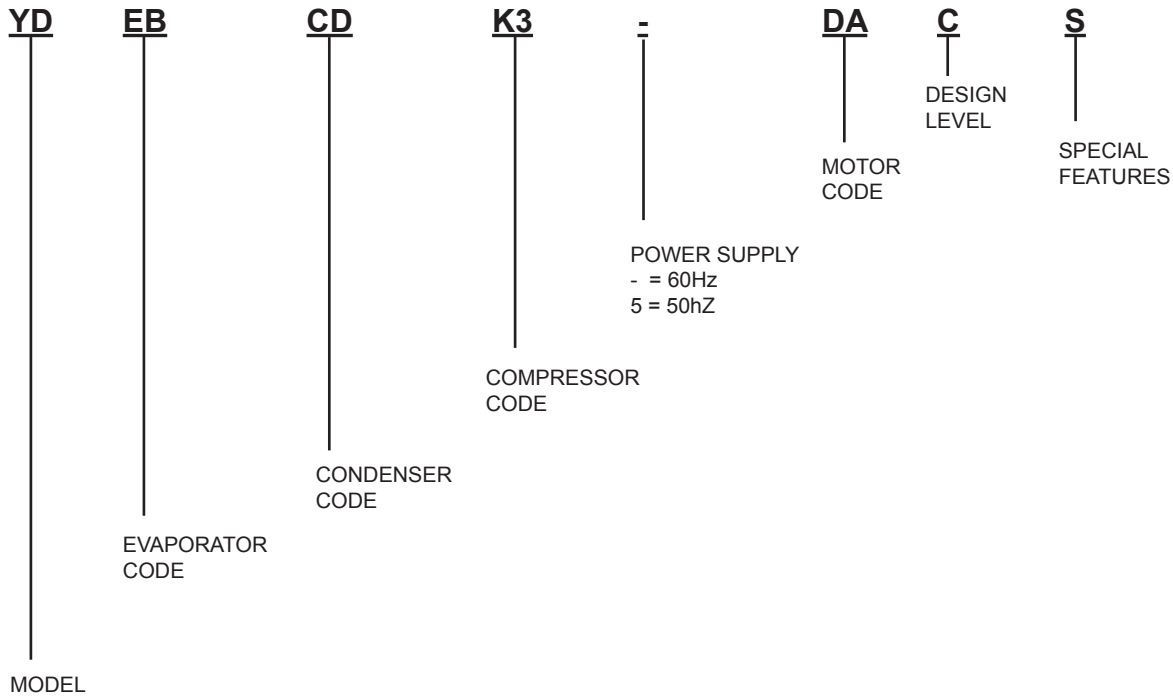 YD EB CD K3 - DA C S
DESIGN
LEVEL
SPECIAL
FEATURES
MOTOR
CODE
POWER SUPPLY
- = 60Hz
5 = 50hZ
COMPRESSOR
CODE
CONDENSER
CODE
EVAPORATOR
CODE
MODEL